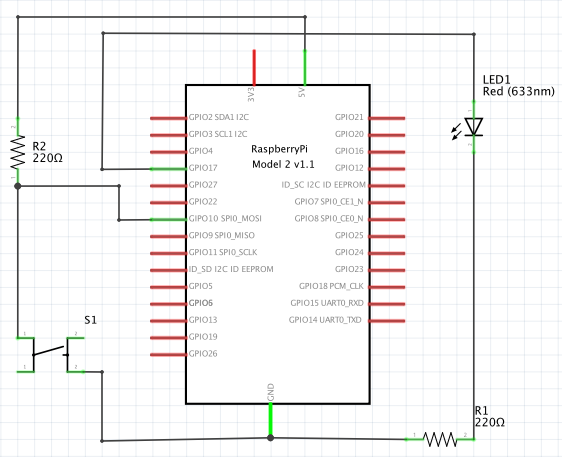 3V3
5V
LED1
Red (633nm)
R2
220Ω
RaspberryPi
Model 2 v1.1
GPIO2 SDA1 I2C
GPIO3 SCL1 I2C
GPIO4
GPIO17
GPIO27
GPIO22
GIPO10 SPI0_MOSI
GPIO9 SPI0_MISO
GPIO11 SPI0_SCLK
ID_SD I2C ID EEPROM
GPIO5
GPIO6
GPIO13
GPIO19
GPIO26
GPIO21
GPIO20
GPIO16
GPIO12
ID_SC I2C ID EEPROM
GPIO7 SPI0_CE1_N
GPIO8 SPI0_CE0_N
GPIO25
GPIO24
GPIO23
GPIO18 PCM_CLK
GPIO15 UART0_RXD
GPIO14 UART0_TXD
S1
GND
R1
220Ω